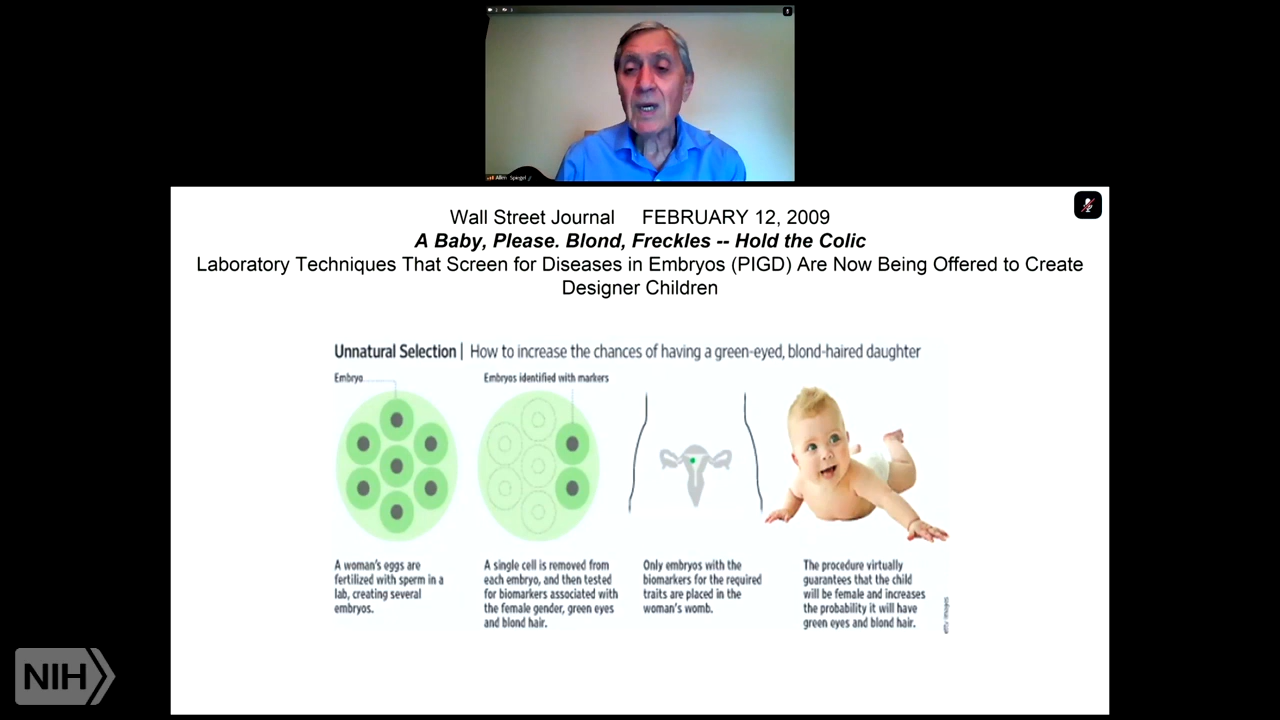 Allen Spiegel
Wall Street Journal FEBRUARY 12, 2009
A Baby, Please. Blond, Freckles -- Hold the Colic
Laboratory Techniques That Screen for Diseases in Embryos (PIGD) Are Now Being Offered to Create
Designer Children
Unnatural Selection | How to increase the chances of having a green-eyed, blond-haired daughter
Embryo
Embryos identified with markers
A woman's eggs are
fertilized with sperm in a
lab, creating several
embryos.
A single cell is removed from
each embryo, and then tested
for biomarkers associated with
the female gender, green eyes
and blond hair.
Only embryos with the
biomarkers for the required
traits are placed in the
woman's womb.
The procedure virtually
guarantees that the child
will be female and increases
the probability it will have
green eyes and blond hair.
NIH